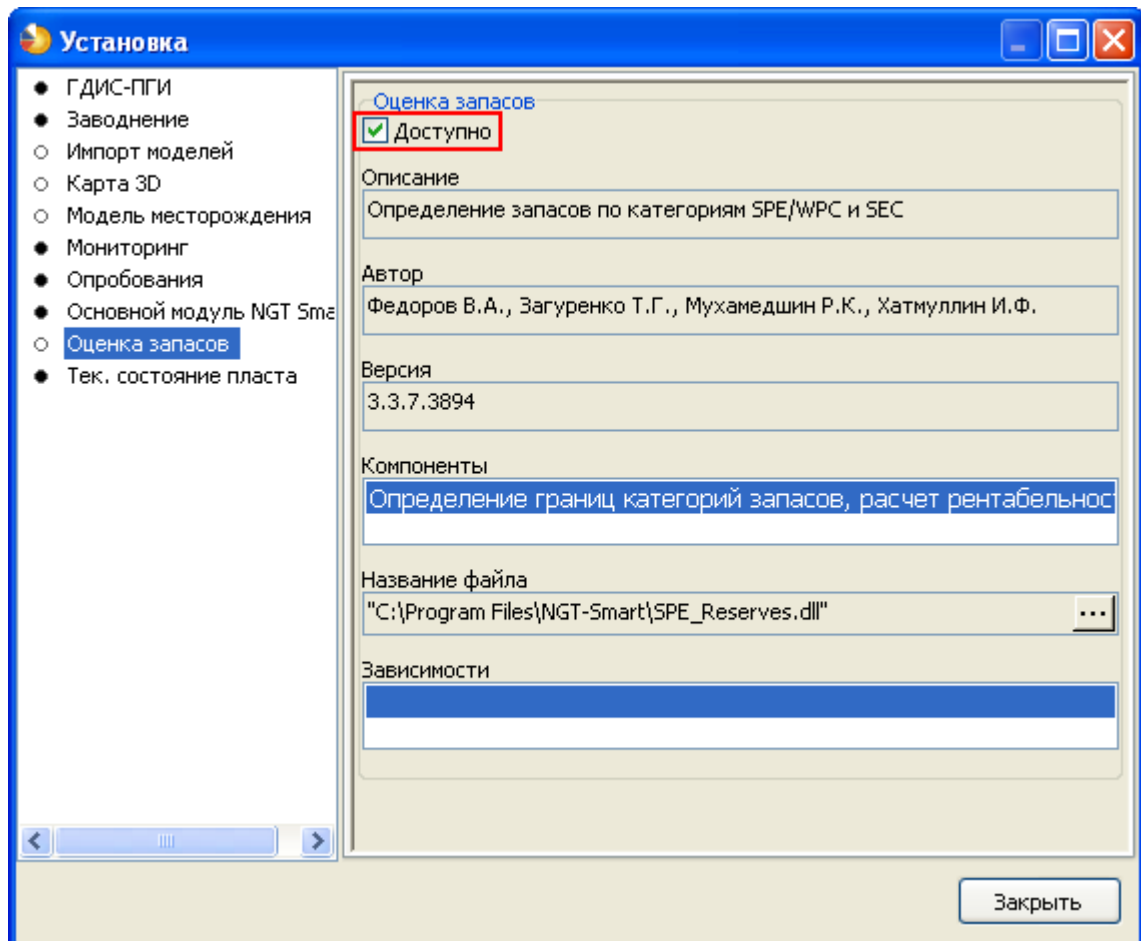 Установка
ГДИС-ПГИ
Заводнение
Импорт моделей
Карта 3D
Модель месторождения
Мониторинг
Опробования
Основной модуль NGT Sma
Оценка запасов
Тек. состояние пласта
Оценка запасов
Доступно
Описание
Определение запасов по категориям SPE/WPC и SEC
Автор
Федоров В.А., Загуренко Т.Г., Мухамедшин Р.К., Хатмуллин И.Ф.
Версия
3.3.7.3894
Компоненты
Определение границ категорий запасов, расчет рентабельност
Название файла
"C:\Program Files\NGT-Smart\SPE_Reserves.dll"
...
Зависимости
Закрыть